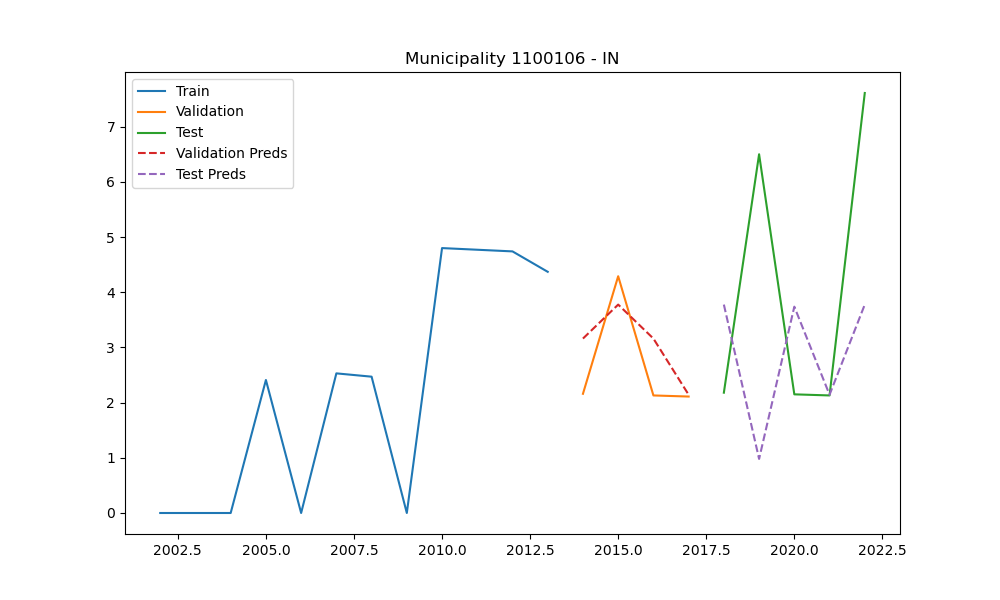 Municipality 1100106 - IN
Train
Validation
Test
Validation Preds
Test Preds
7
6
5
4
3
2
1
0
2002.5 2005.0 2007.5 2010.0 2012.5 2015.0 2017.5 2020.0 2022.5